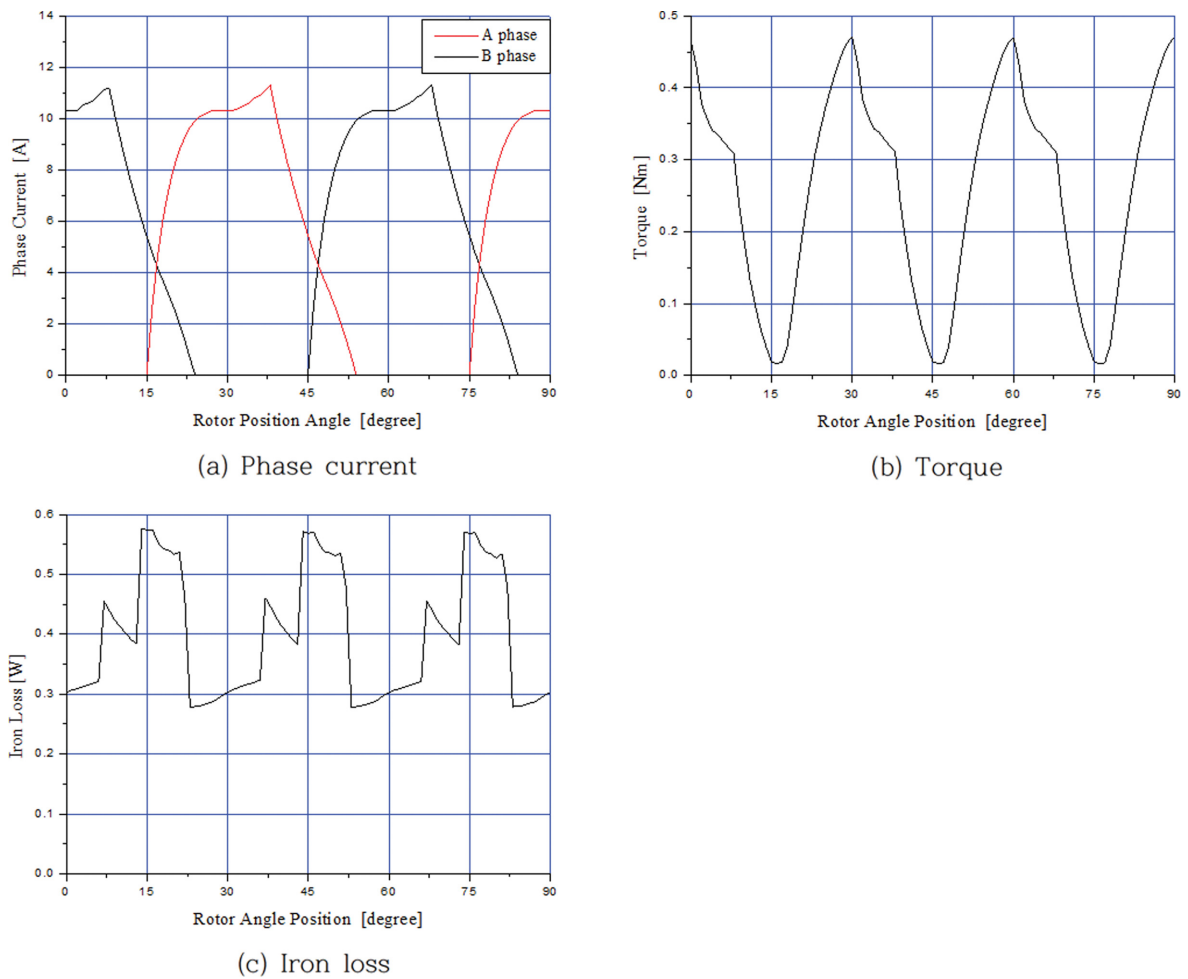 14
12
10
8
6
4
2
0
Phase Current [A]
A phase
B phase
0 15 30 45 60 75 90
Rotor Position Angle [degree]
(a) Phase current
0.5
0.4
0.3
0.2
0.1
0.0
Torque [Nm]
0 15 30 45 60 75 90
Rotor Angle Position [degree]
(b) Torque
0.6
0.5
0.4
0.3
0.2
0.1
0.0
Iron Loss [W]
0 15 30 45 60 75 90
Rotor Angle Position [degree]
(c) Iron loss